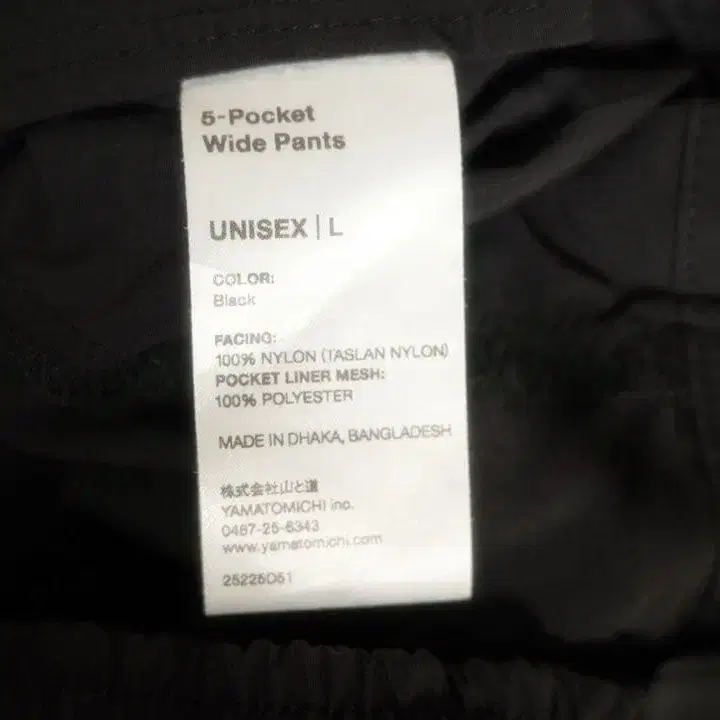 5-Pocket
Wide Pants
UNISEX | L
COLOR:
Black
FACING:
100% NYLON (TASLAN NYLON)
POCKET LINER MESH:
100% POLYESTER
MADE IN DHAKA, BANGLADESH
株式会社山と道
YAMATOMICHI inc.
0467-25-6343
www.yamatomichi.com